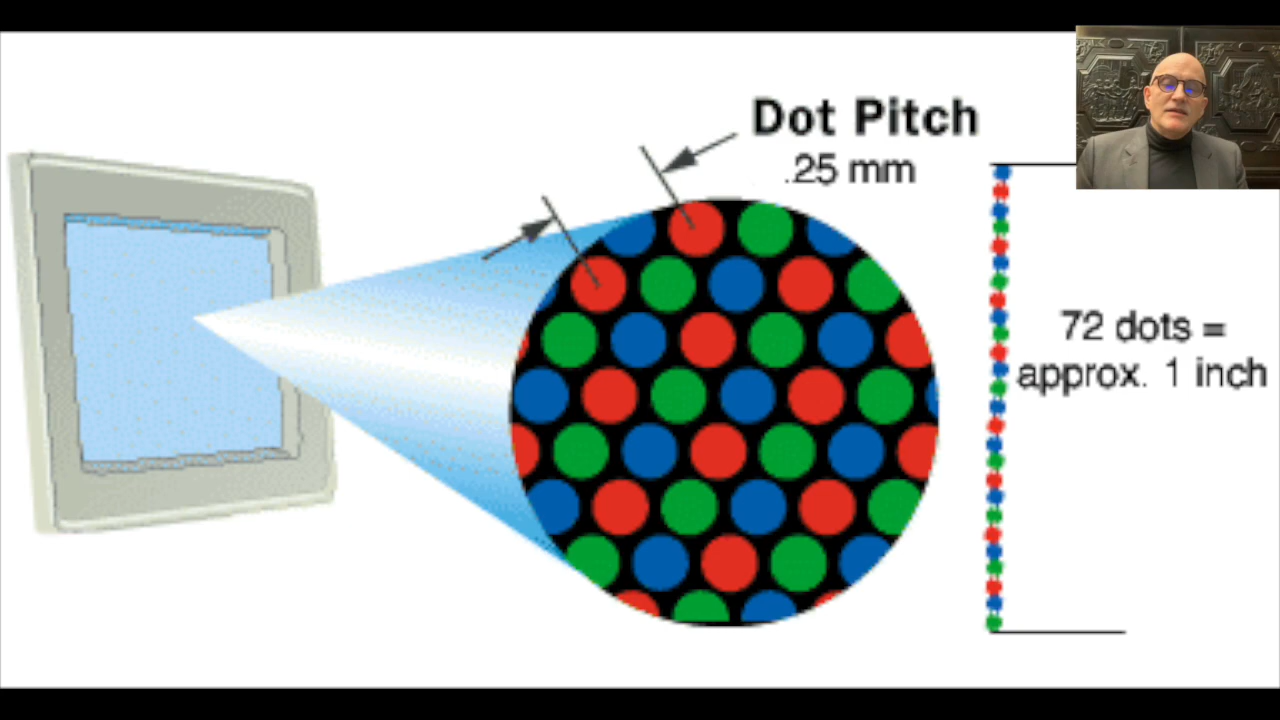 Dot Pitch
.25 mm
72 dots =
approx. 1 inch